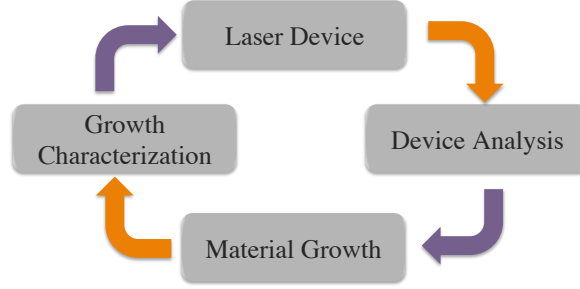 Laser Device
Growth
Characterization
Device Analysis
Material Growth